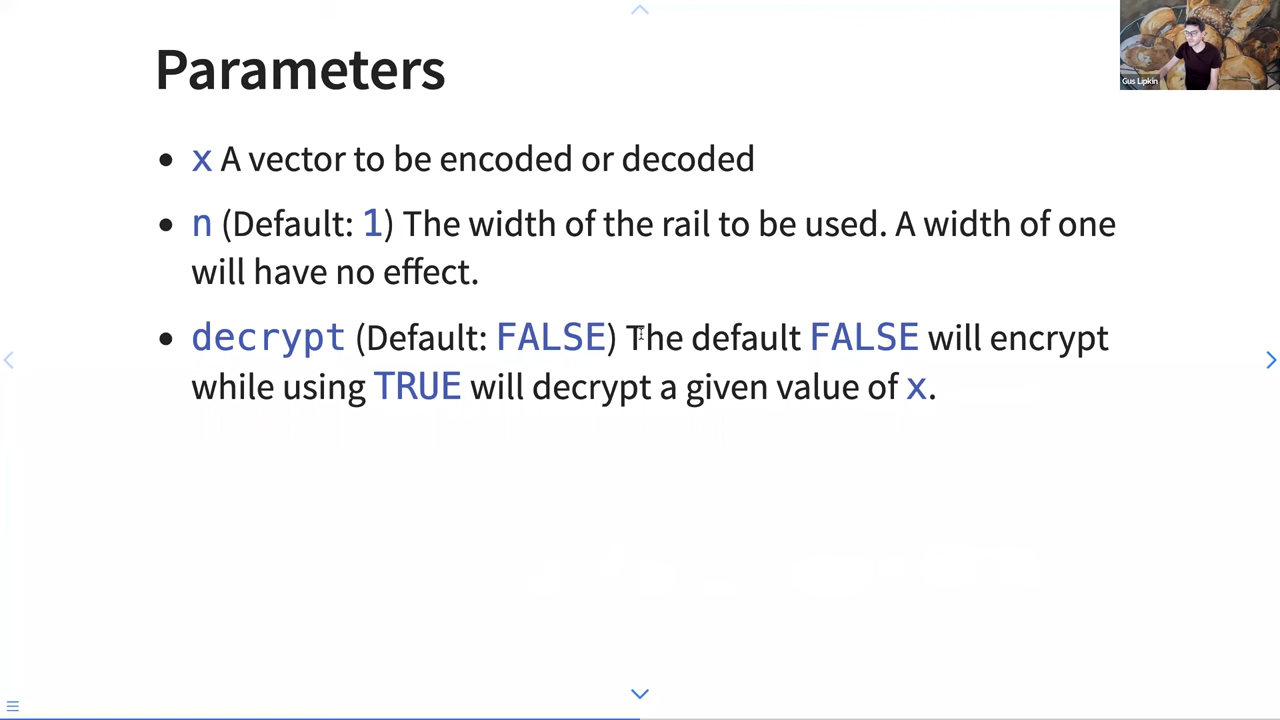 Parameters
Gus Lipkin
• x A vector to be encoded or decoded
• n (Default: 1) The width of the rail to be used. A width of one
will have no effect.
• decrypt (Default: FALSE) The default FALSE will encrypt
while using TRUE will decrypt a given value of x.